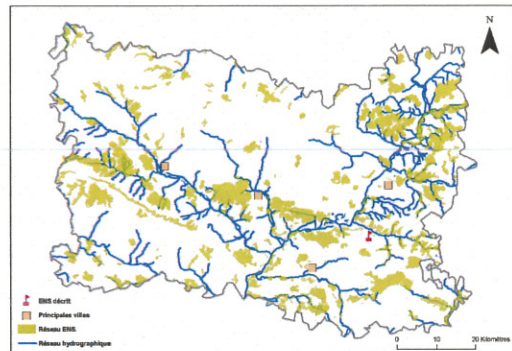 N
ENS décrit
Principales villes
Réseau ENS
Réseau hydrographique
0 10 20 Kilomètres